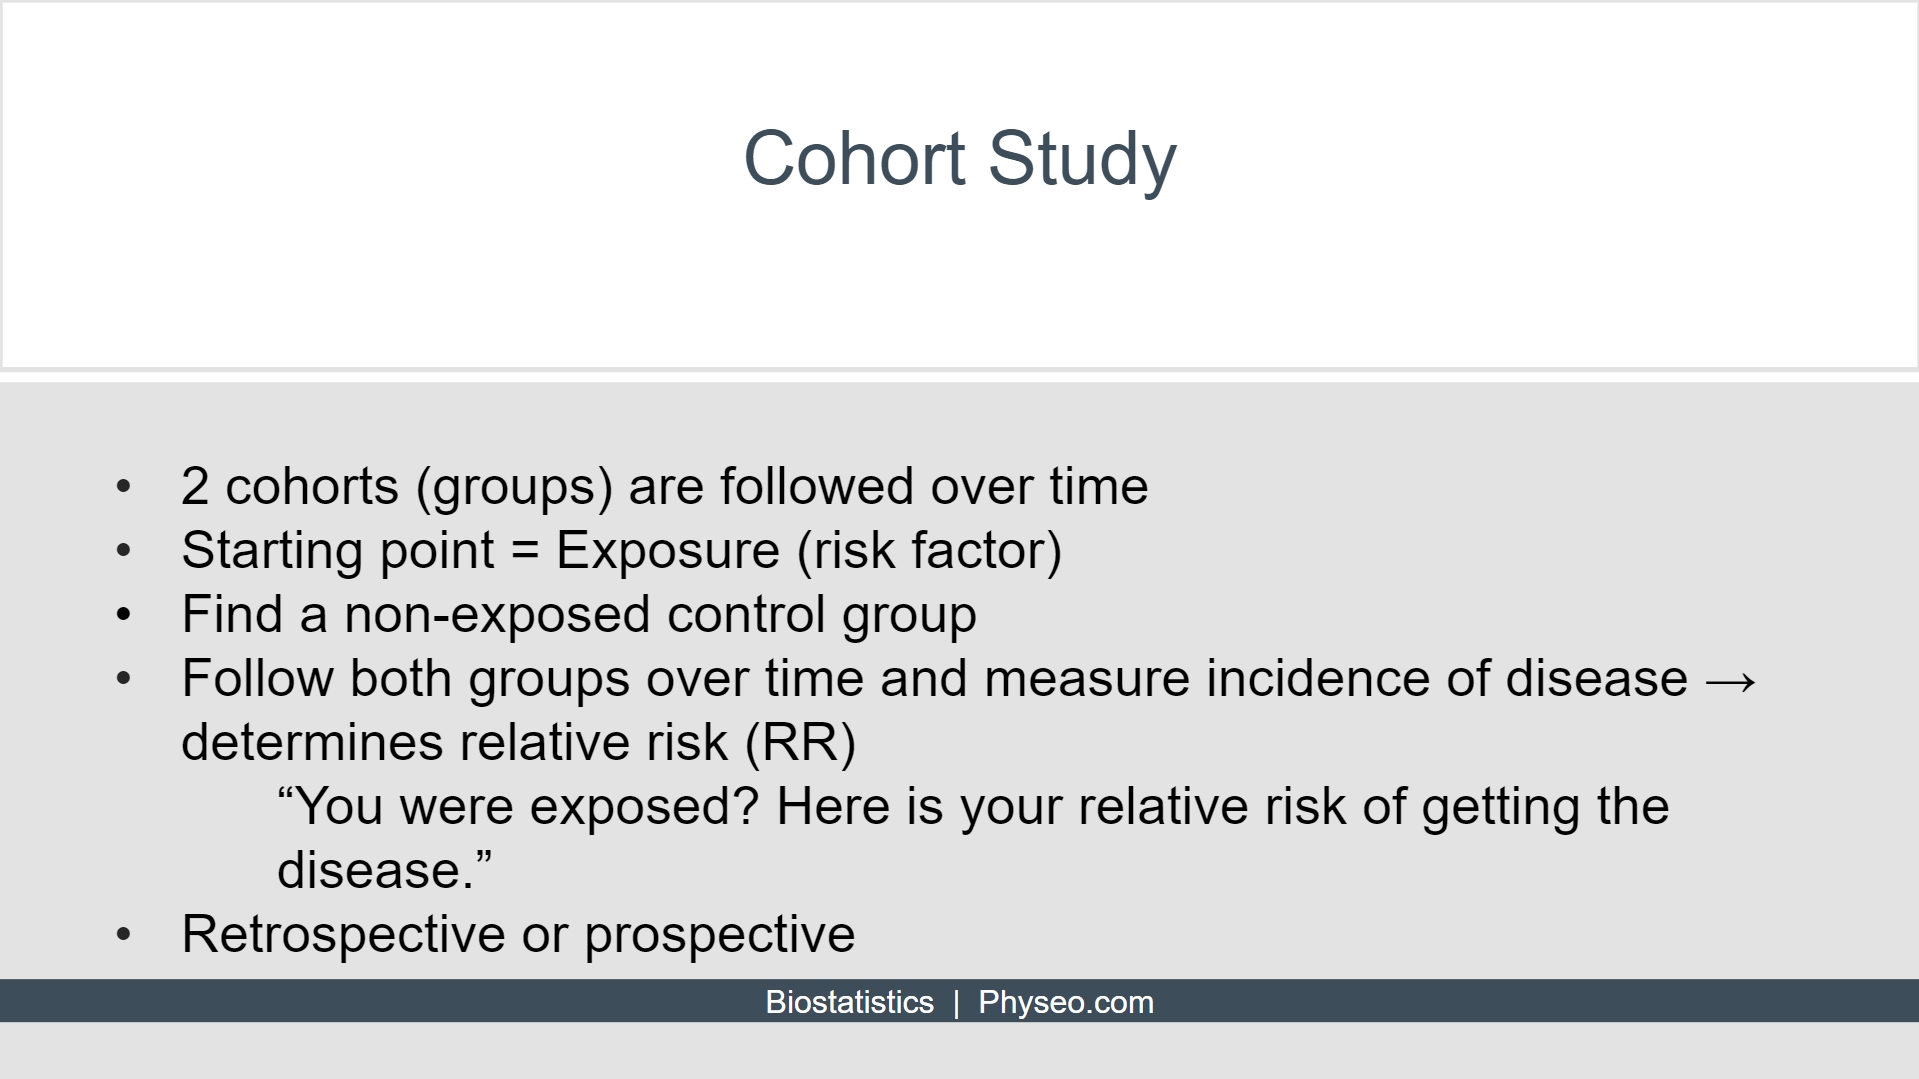 Cohort Study
• 2 cohorts (groups) are followed over time
• Starting point = Exposure (risk factor)
• Find a non-exposed control group
• Follow both groups over time and measure incidence of disease →
determines relative risk (RR)
“You were exposed? Here is your relative risk of getting the
disease.”
• Retrospective or prospective
Biostatistics | Physeo.com